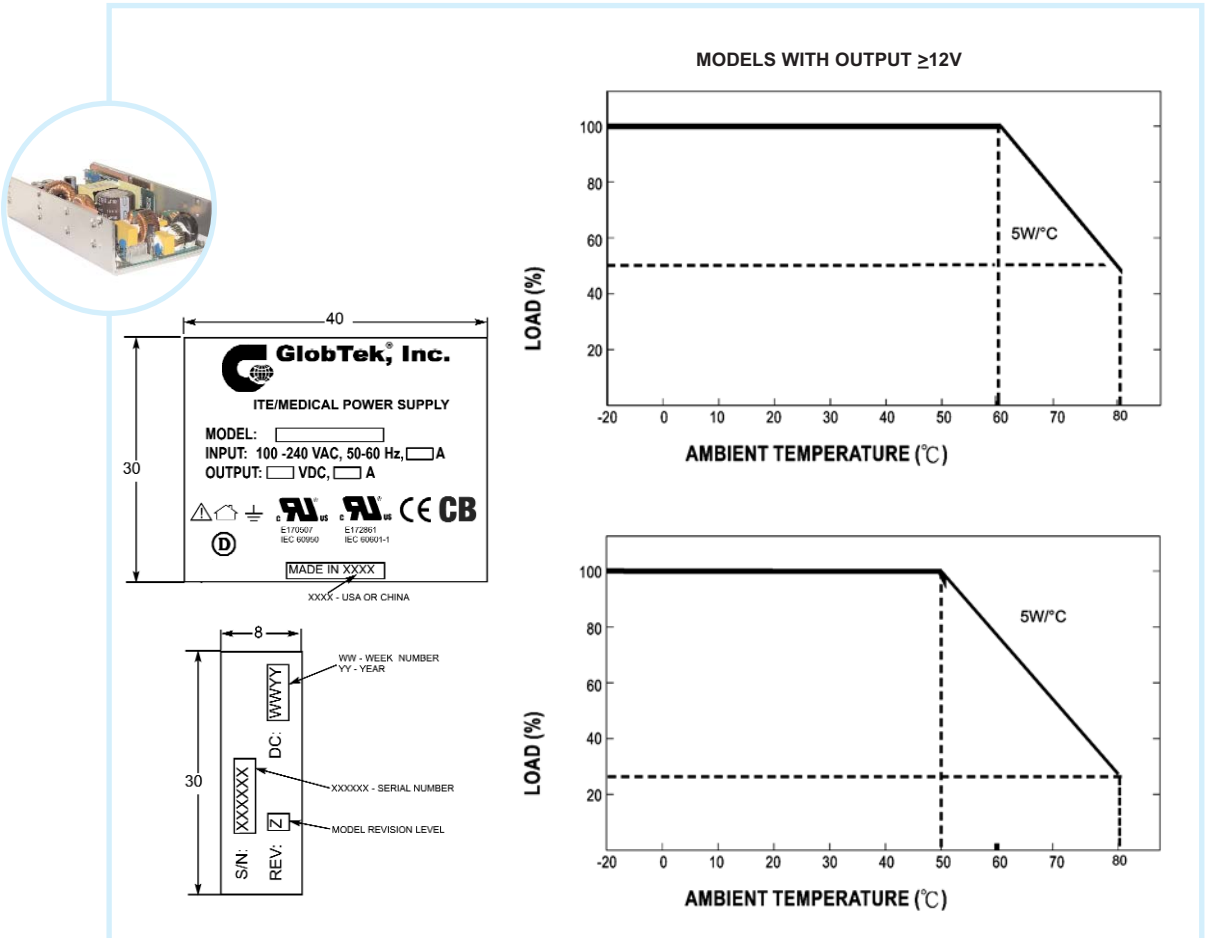 MODELS WITH OUTPUT ≥12V
LOAD (%)
100
80
60
40
20
5W/°C
-20 0 10 20 30 40 50 60 70 80
AMBIENT TEMPERATURE (°C)
40
30
GlobTek,® Inc.
ITE/MEDICAL POWER SUPPLY
MODEL:
INPUT: 100 -240 VAC, 50-60 Hz, A
OUTPUT: VDC, A
c RU® US c RU® US CE CB
E170507 E172861
IEC 60950 IEC 60601-1
D
MADE IN XXXX
XXXX - USA OR CHINA
8
30
WW - WEEK NUMBER
YY - YEAR
DC: WWYY
XXXXXX - SERIAL NUMBER
MODEL REVISION LEVEL
S/N: XXXXXX
REV: Z
LOAD (%)
100
80
60
40
20
5W/°C
-20 0 10 20 30 40 50 60 70 80
AMBIENT TEMPERATURE (°C)